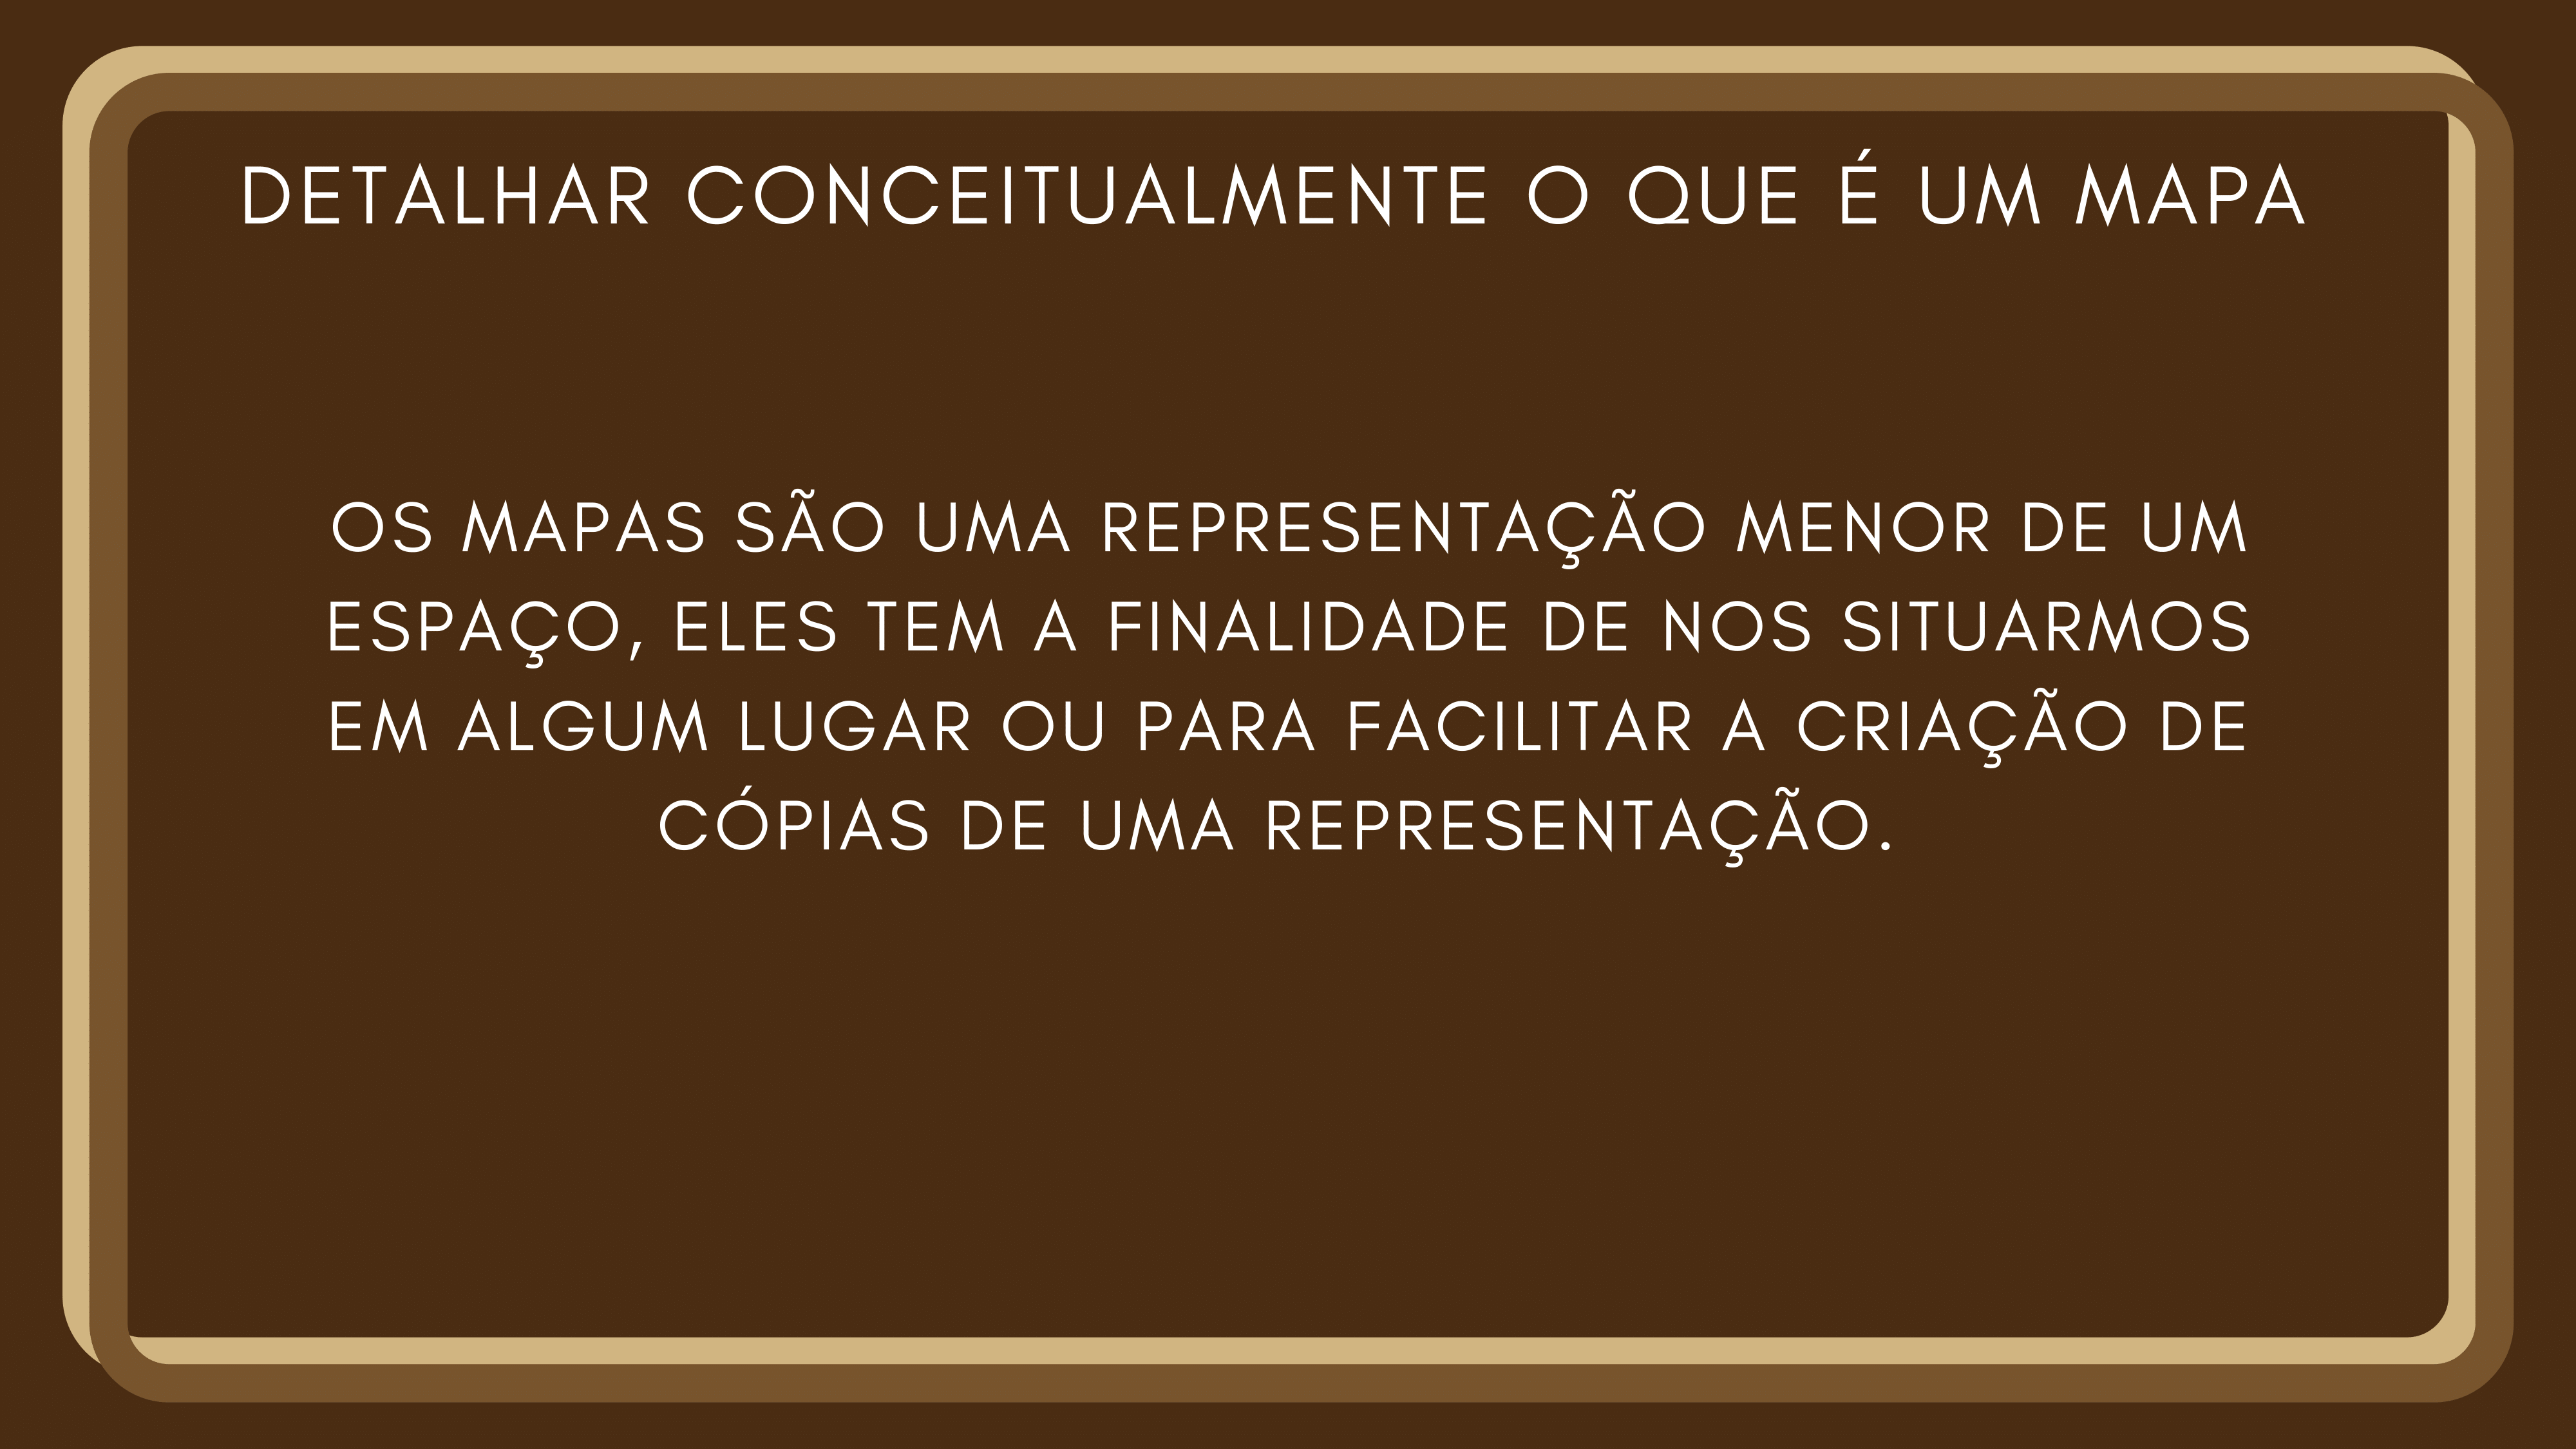 DETALHAR CONCEITUALMENTE O QUE É UM MAPA
OS MAPAS SÃO UMA REPRESENTAÇÃO MENOR DE UM
ESPAÇO, ELES TEM A FINALIDADE DE NOS SITUARMOS
EM ALGUM LUGAR OU PARA FACILITAR A CRIAÇÃO DE
CÓPIAS DE UMA REPRESENTAÇÃO.